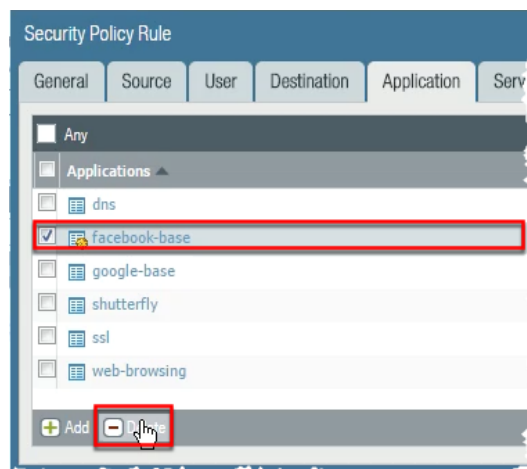 Security Policy Rule
General Source User Destination Application
Any
Applications
dns
facebook-base
google-base
shutterfly
ssl
web-browsing
Add